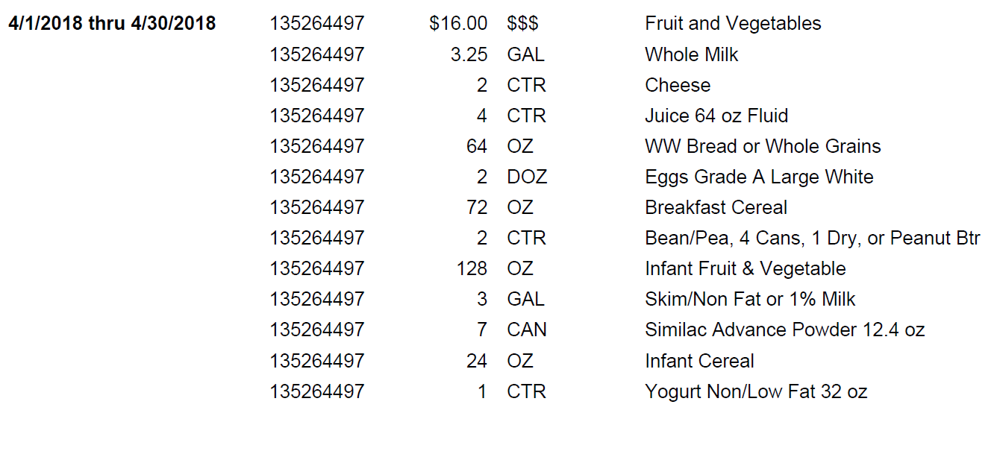 4/1/2018 thru 4/30/2018 135264497 $16.00 $$$ Fruit and Vegetables
135264497 3.25 GAL Whole Milk
135264497 2 CTR Cheese
135264497 4 CTR Juice 64 oz Fluid
135264497 64 OZ WW Bread or Whole Grains
135264497 2 DOZ Eggs Grade A Large White
135264497 72 OZ Breakfast Cereal
135264497 2 CTR Bean/Pea, 4 Cans, 1 Dry, or Peanut Btr
135264497 128 OZ Infant Fruit & Vegetable
135264497 3 GAL Skim/Non Fat or 1% Milk
135264497 7 CAN Similac Advance Powder 12.4 oz
135264497 24 OZ Infant Cereal
135264497 1 CTR Yogurt Non/Low Fat 32 oz